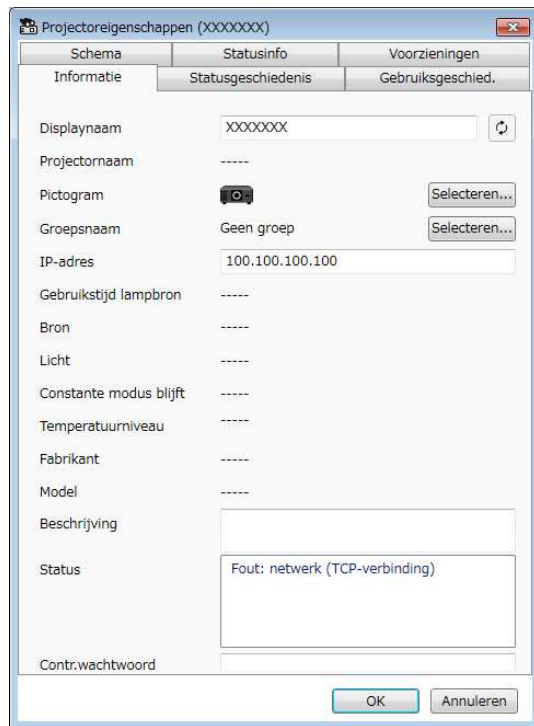 Projectoreigenschappen (XXXXXXX)
Schema Statusinfo Voorzieningen
Informatie Statusgeschiedenis Gebruiksgeschied.
Displaynaam XXXXXXX
Projectornaam -----
Pictogram Selecteren...
Groepsnaam Geen groep Selecteren...
IP-adres 100.100.100.100
Gebruikstijd lampbron -----
Bron -----
Licht -----
Constante modus blijft -----
Temperatuurniveau -----
Fabrikant -----
Model -----
Beschrijving
Status Fout: netwerk (TCP-verbinding)
Contr.wachtwoord
OK Annuleren